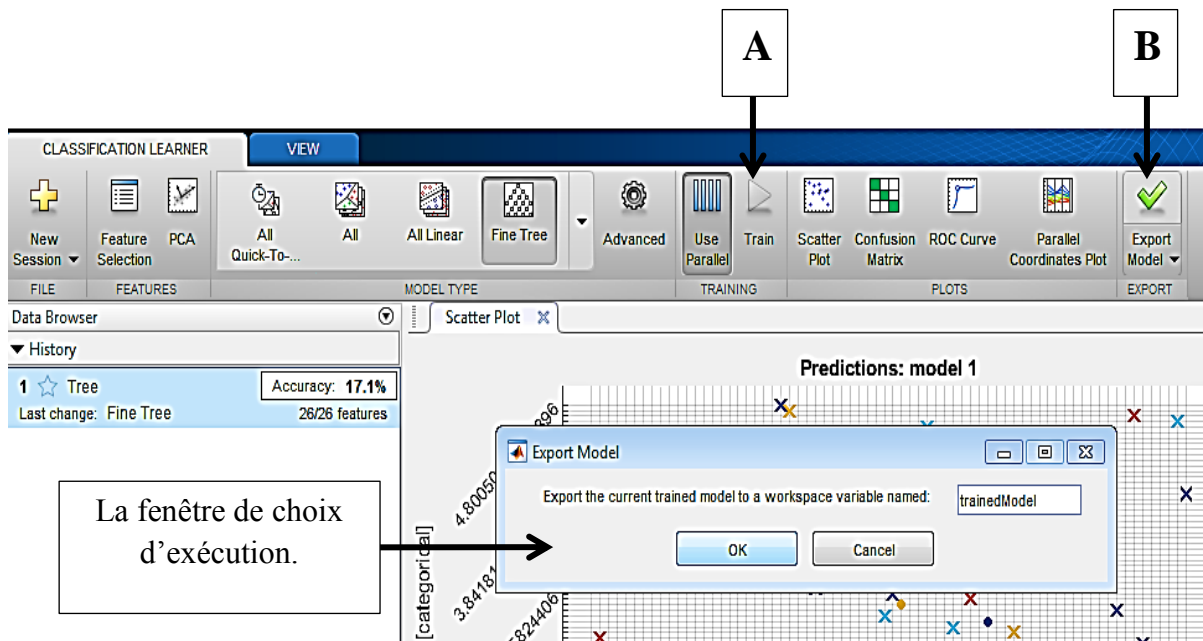 A
B
CLASSIFICATION LEARNER
VIEW
New Session
Feature Selection
PCA
All Quick-To-...
All
All Linear
Fine Tree
Advanced
Use Parallel
Train
Scatter Plot
Confusion Matrix
ROC Curve
Parallel Coordinates Plot
Export Model
FILE
FEATURES
MODEL TYPE
TRAINING
PLOTS
EXPORT
Data Browser
Scatter Plot
History
Predictions: model 1
1 Tree
Accuracy: 17.1%
Last change: Fine Tree
26/26 features
Export Model
Export the current trained model to a workspace variable named:
trainedModel
OK
Cancel
La fenêtre de choix
d’exécution.
[categorical]